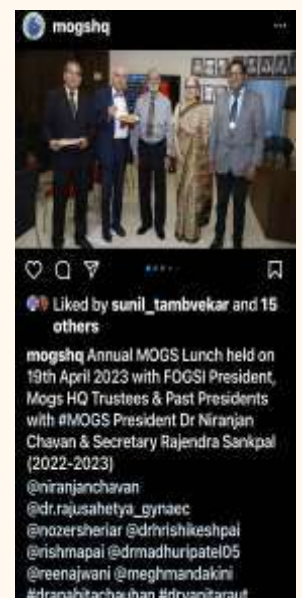 mogshq
Liked by sunil_tambvekar and 15
others
mogshq Annual MOGS Lunch held on
19th April 2023 with FOGSI President,
Mogs HQ Trustees & Past Presidents
with #MOGS President Dr Niranjan
Chavan & Secretary Rajendra Sankpal
(2022-2023)
@niranjanchavan
@dr.rajusahetya_gynaec
@nozersheriar @drhrishikeshpai
@rishmapai @drmadhuripatel05
@reenajwani @meghmandakini
#dranahitachauhan #drvanitaraut